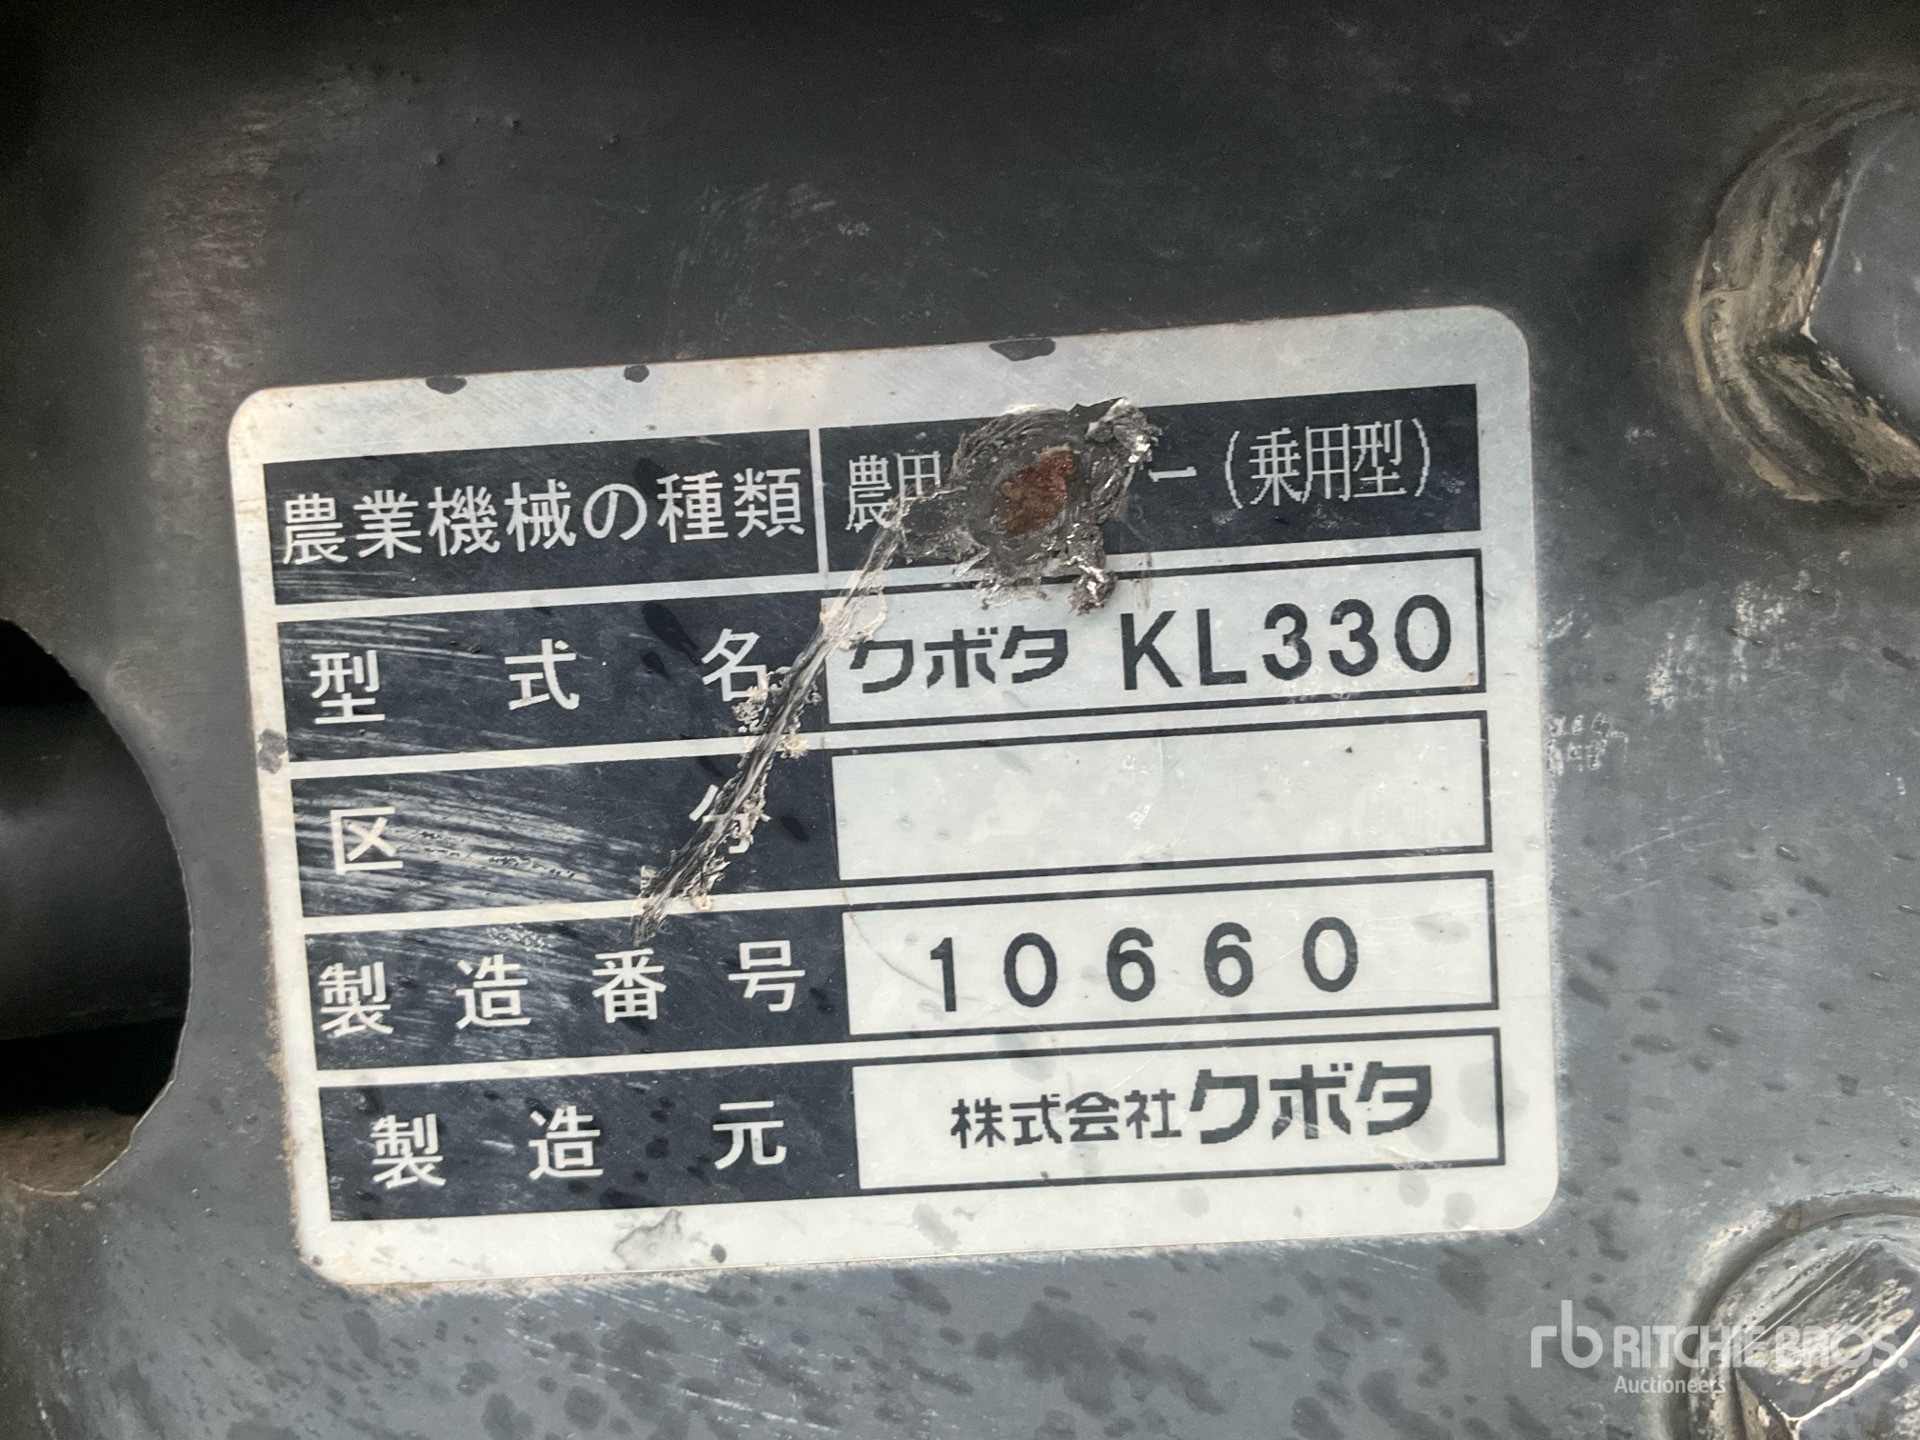 農業機械の種類 農用 ー(乗用型)
型式名 クボタ KL330
区分
製造番号 10660
製造元 株式会社クボタ
rb RITCHIE BROS.
Auctioneers